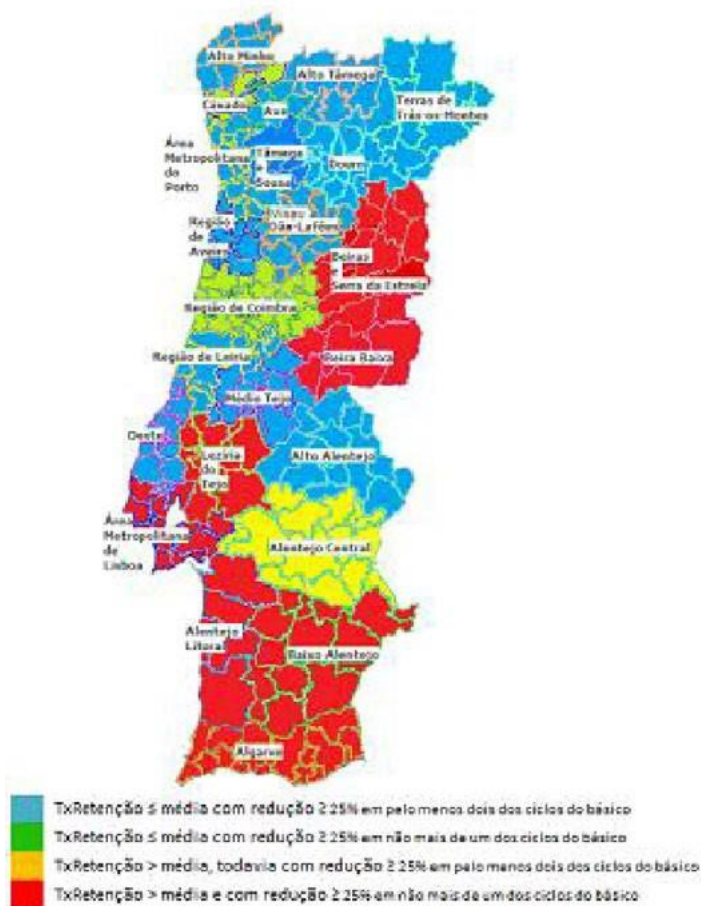 Alto Minho
Alto Tâmega
Terras de
Trás-os-Montes
Cávado
Ave
Área
Metropolitana
do
Porto
Tâmega
e
Sousa
Douro
Viseu
Dão-Lafões
Região
de
Aveiro
Beiras
e
Serra da Estrela
Região de Coimbra
Região de Leiria
Beira Baixa
Médio Tejo
Oeste
Lezíria
do
Tejo
Alto Alentejo
Área
Metropolitana
de
Lisboa
Alentejo Central
Alentejo
Litoral
Baixo Alentejo
Algarve
TxRetenção ≤ média com redução ≥ 25% em pelo menos dois dos ciclos do básico
TxRetenção ≤ média com redução ≥ 25% em não mais de um dos ciclos do básico
TxRetenção > média, todavia com redução ≥ 25% em pelo menos dois dos ciclos do básico
TxRetenção > média e com redução ≥ 25% em não mais de um dos ciclos do básico